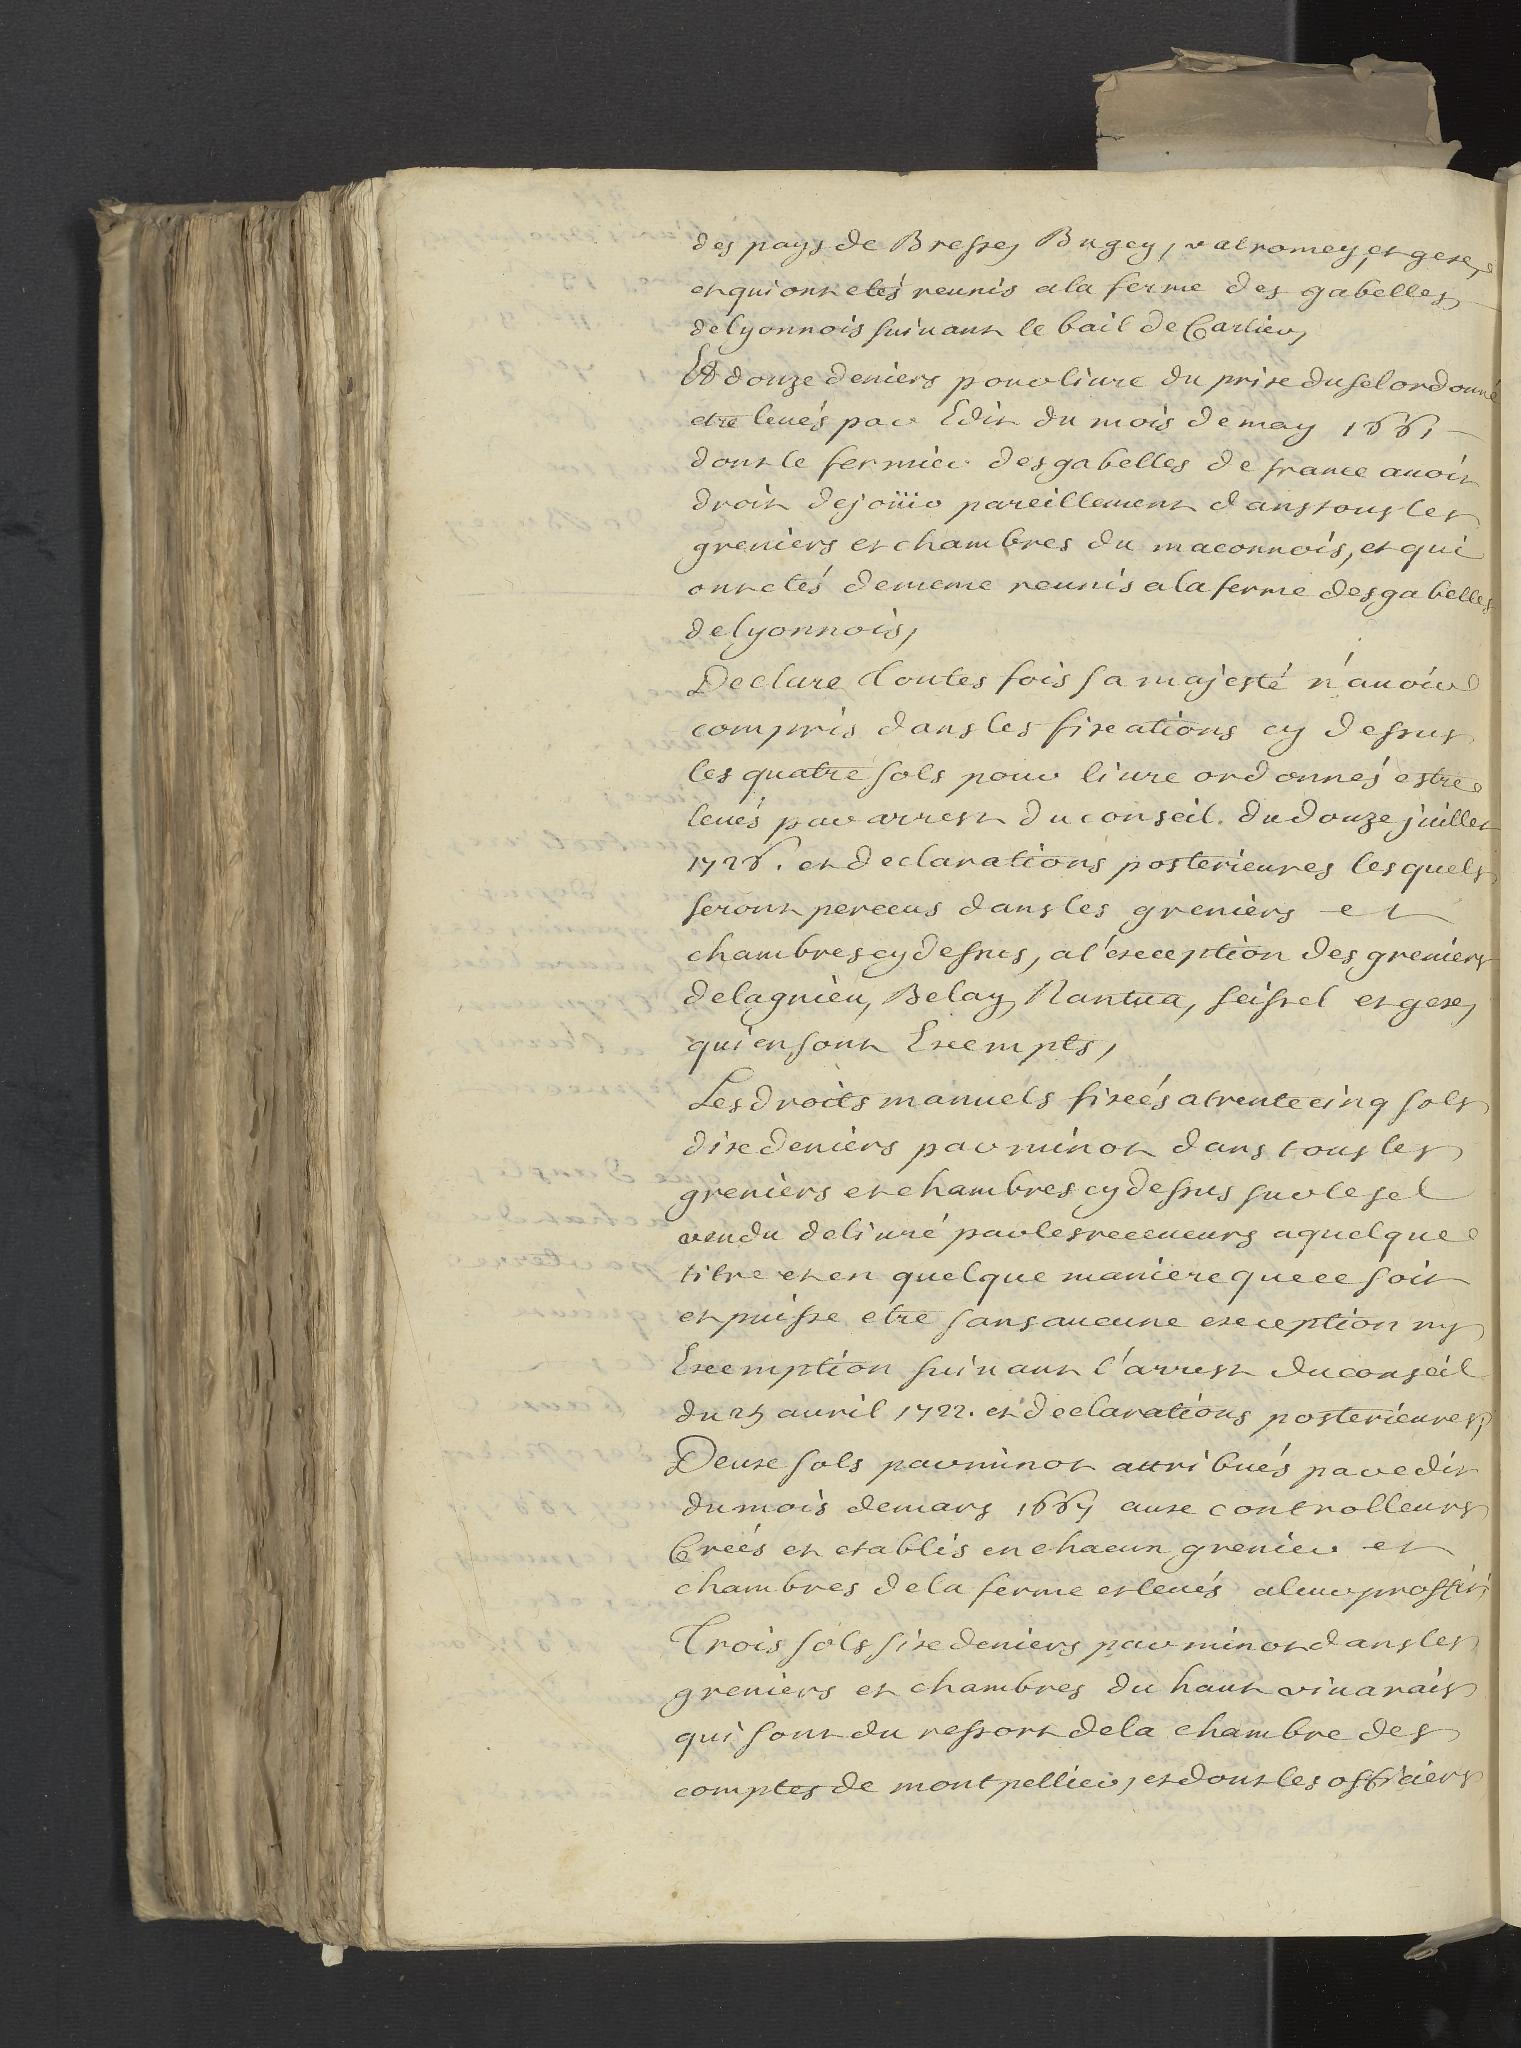 des pays de Bresse, Bugey, valromey, et gexe,
et qui ont etés reunis a la ferme des gabelles
de lyonnois suivant le bail de Carlier,
Et douze deniers pour livre du prixe du sel ordonné
etre levés par Edit du mois de may 1661
dont le fermier des gabelles de france avoit
droit de joüir pareillement dans tous les
greniers et chambres du maconnois, et qui
ont etés de meme reunis a la ferme des gabelles
de lyonnois,
Declare toutes fois sa majesté n'avoir
compris dans les fixations cy dessus
les quatre sols pour livre ordonnés estre
levés par arrest du conseil du douze juillet
1726. et declarations posterieures lesquels
seront perceus dans les greniers et
chambres cy dessus, a l'exception des greniers
de lagnieu, Belay, Nantua, seissel et gex,
qui en sont Exempts,
Les droits manuels fixés a trente cinq sols
dix deniers par minot dans tous les
greniers et chambres cy dessus sur le sel
vendu delivré par les receveurs a quelque
titre et en quelque maniere que ce soit
et puisse etre sans aucune exception ny
Exemption suivant l'arrest du conseil
du 25 avril 1722. et declarations posterieures,
Deux sols par minot attribués par edit
du mois de mars 1667 aux controlleurs
Créés et etablis en chacun grenier et
chambres de la ferme et levés a leur proffit,
Trois sols six deniers par minot dans les
greniers et chambres du haut vivarais
qui sont du ressort de la chambre des
comptes de montpellier, et dont les officiers